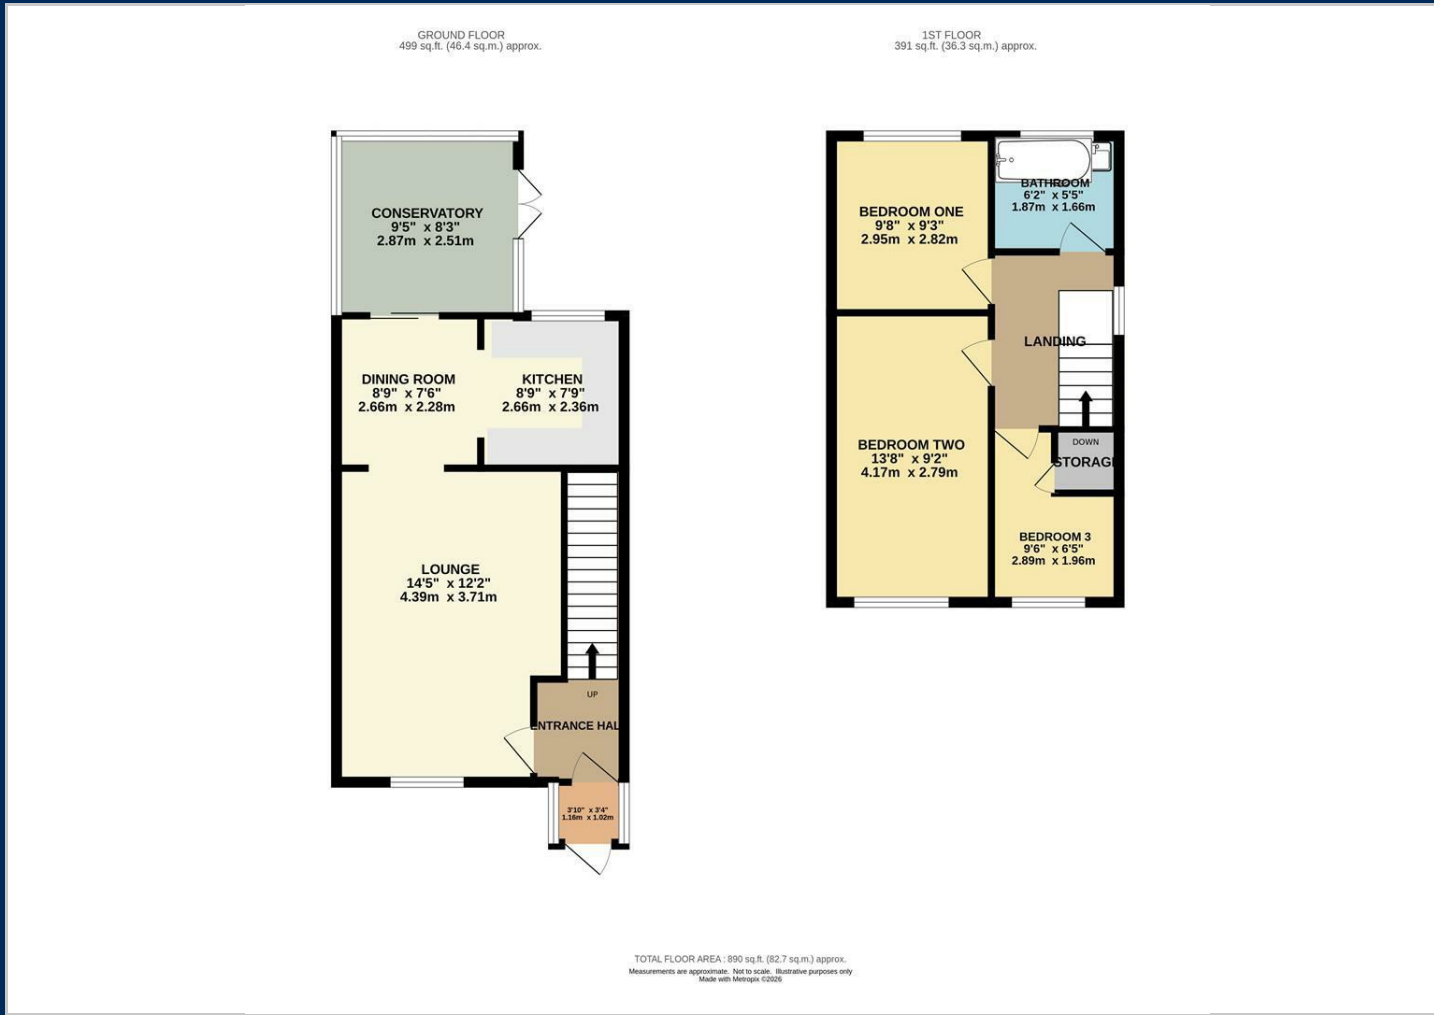 GROUND FLOOR
499 sq.ft. (46.4 sq.m.) approx.
CONSERVATORY
9'5" x 8'3"
2.87m x 2.51m
DINING ROOM
8'9" x 7'6"
2.66m x 2.28m
KITCHEN
8'9" x 7'9"
2.66m x 2.36m
LOUNGE
14'5" x 12'2"
4.39m x 3.71m
UP
ENTRANCE HAL
3'10" x 3'4"
1.16m x 1.02m
1ST FLOOR
391 sq.ft. (36.3 sq.m.) approx.
BEDROOM ONE
9'8" x 9'3"
2.95m x 2.82m
BATHROOM
6'2" x 5'5"
1.87m x 1.66m
LANDING
BEDROOM TWO
13'8" x 9'2"
4.17m x 2.79m
DOWN
STORAGE
BEDROOM 3
9'6" x 6'5"
2.89m x 1.96m
TOTAL FLOOR AREA : 890 sq.ft. (82.7 sq.m.) approx.
Measurements are approximate. Not to scale. Illustrative purposes only
Made with Metropix ©2026